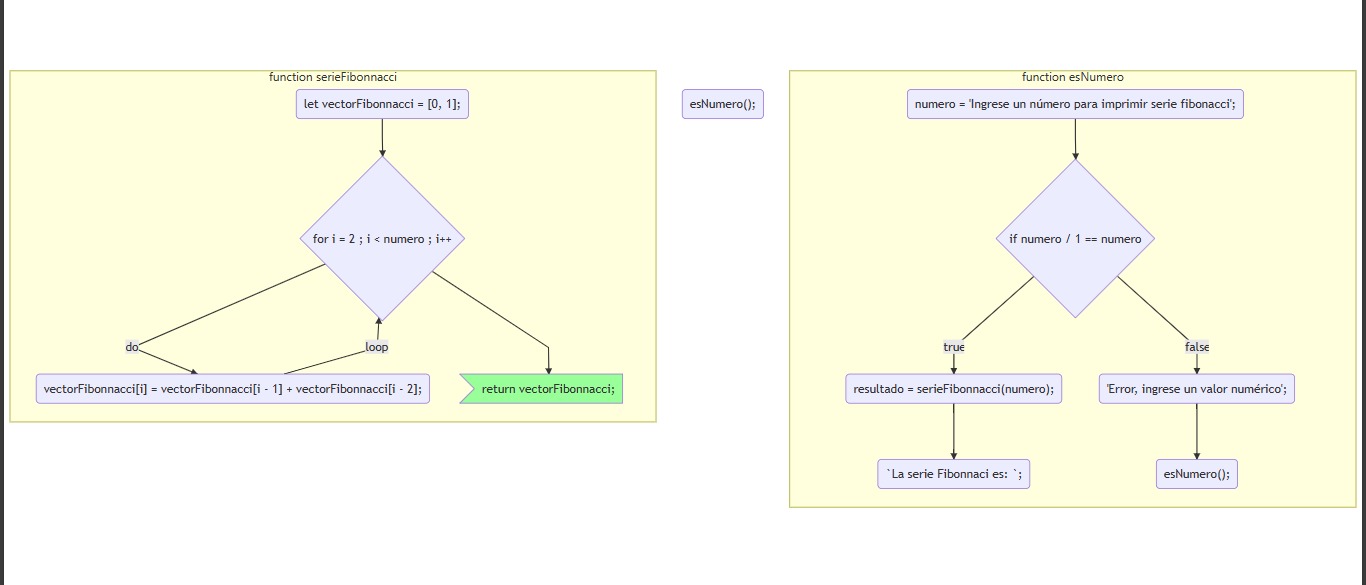 function serieFibonnacci
let vectorFibonnacci = [0, 1];
for i = 2 ; i < numero ; i++
do
loop
vectorFibonnacci[i] = vectorFibonnacci[i - 1] + vectorFibonnacci[i - 2];
return vectorFibonnacci;
esNumero();
function esNumero
numero = 'Ingrese un número para imprimir serie fibonacci';
if numero / 1 == numero
true
false
resultado = serieFibonnacci(numero);
'Error, ingrese un valor numérico';
`La serie Fibonnaci es: `;
esNumero();